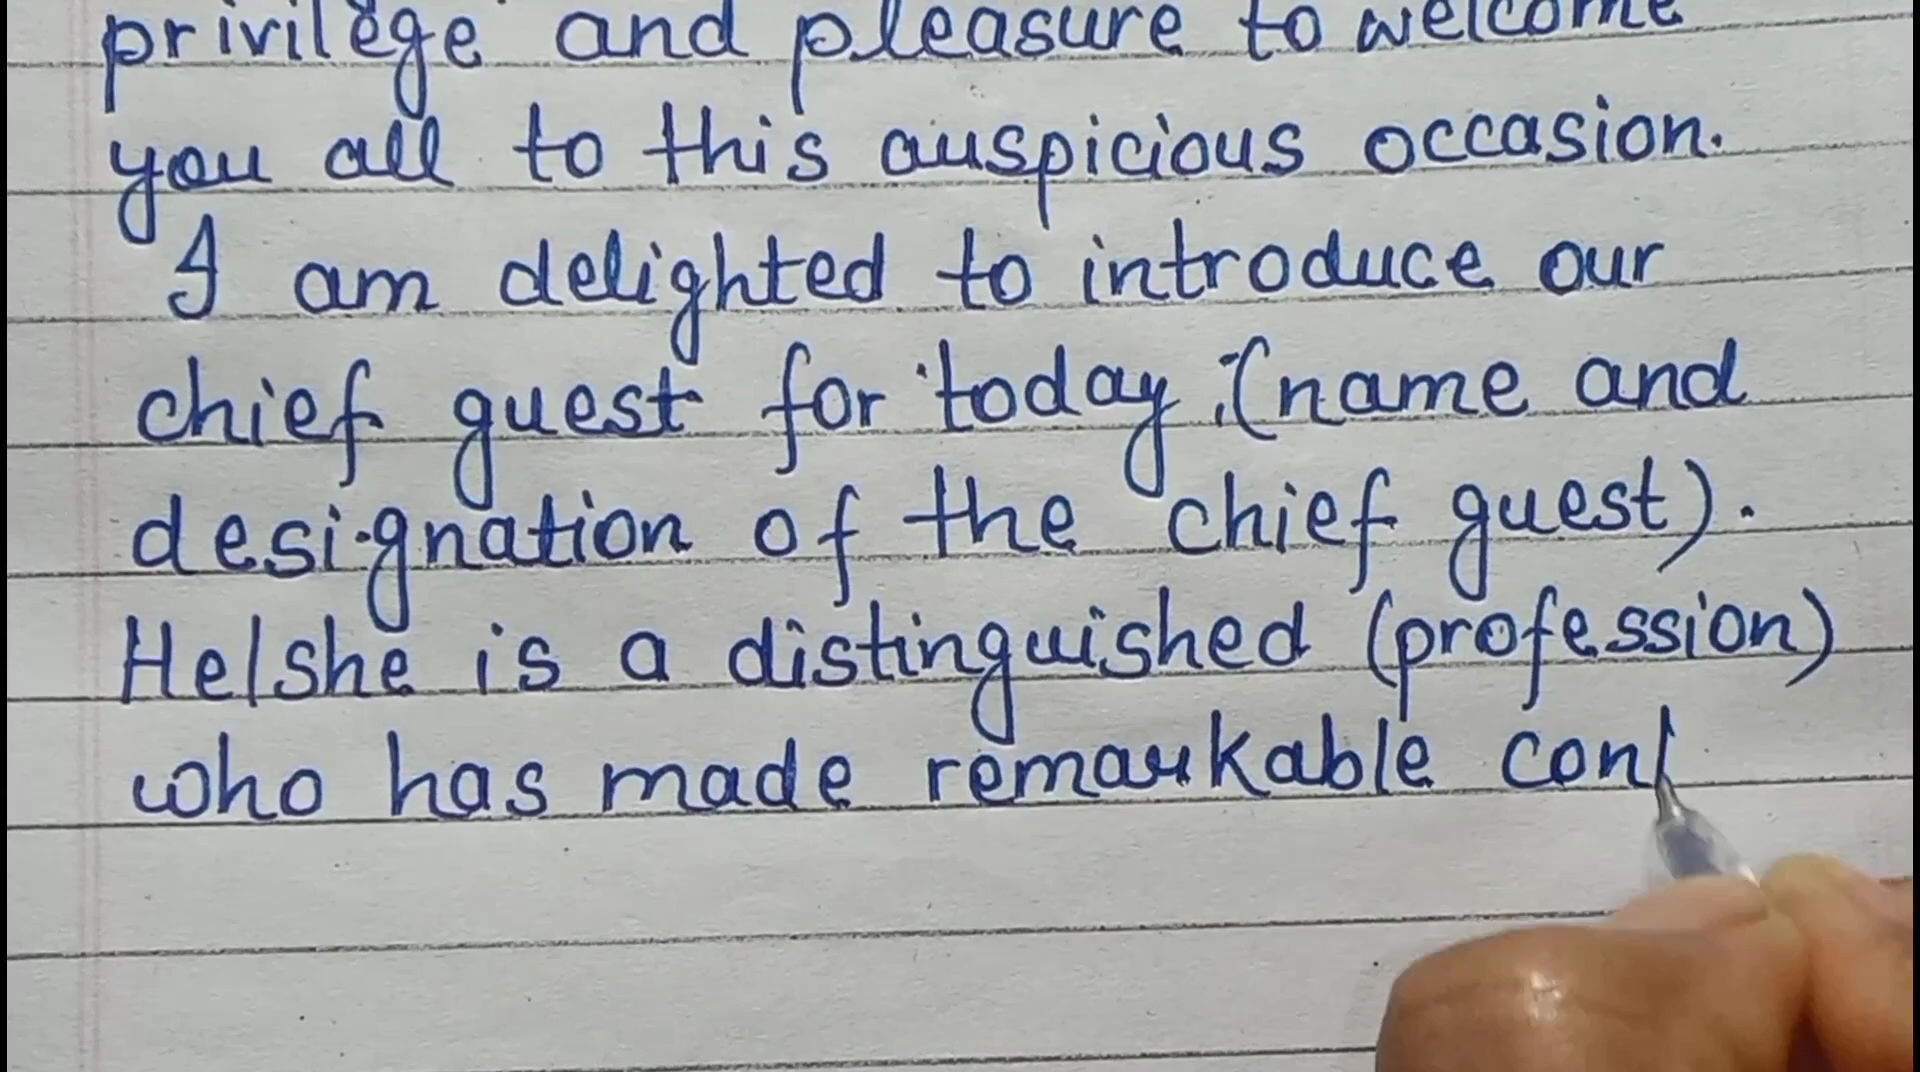 privilege and pleasure to welcome
you all to this auspicious occasion.
I am delighted to introduce our
chief guest for today, (name and
designation of the chief guest).
He/she is a distinguished (profession)
who has made remarkable con